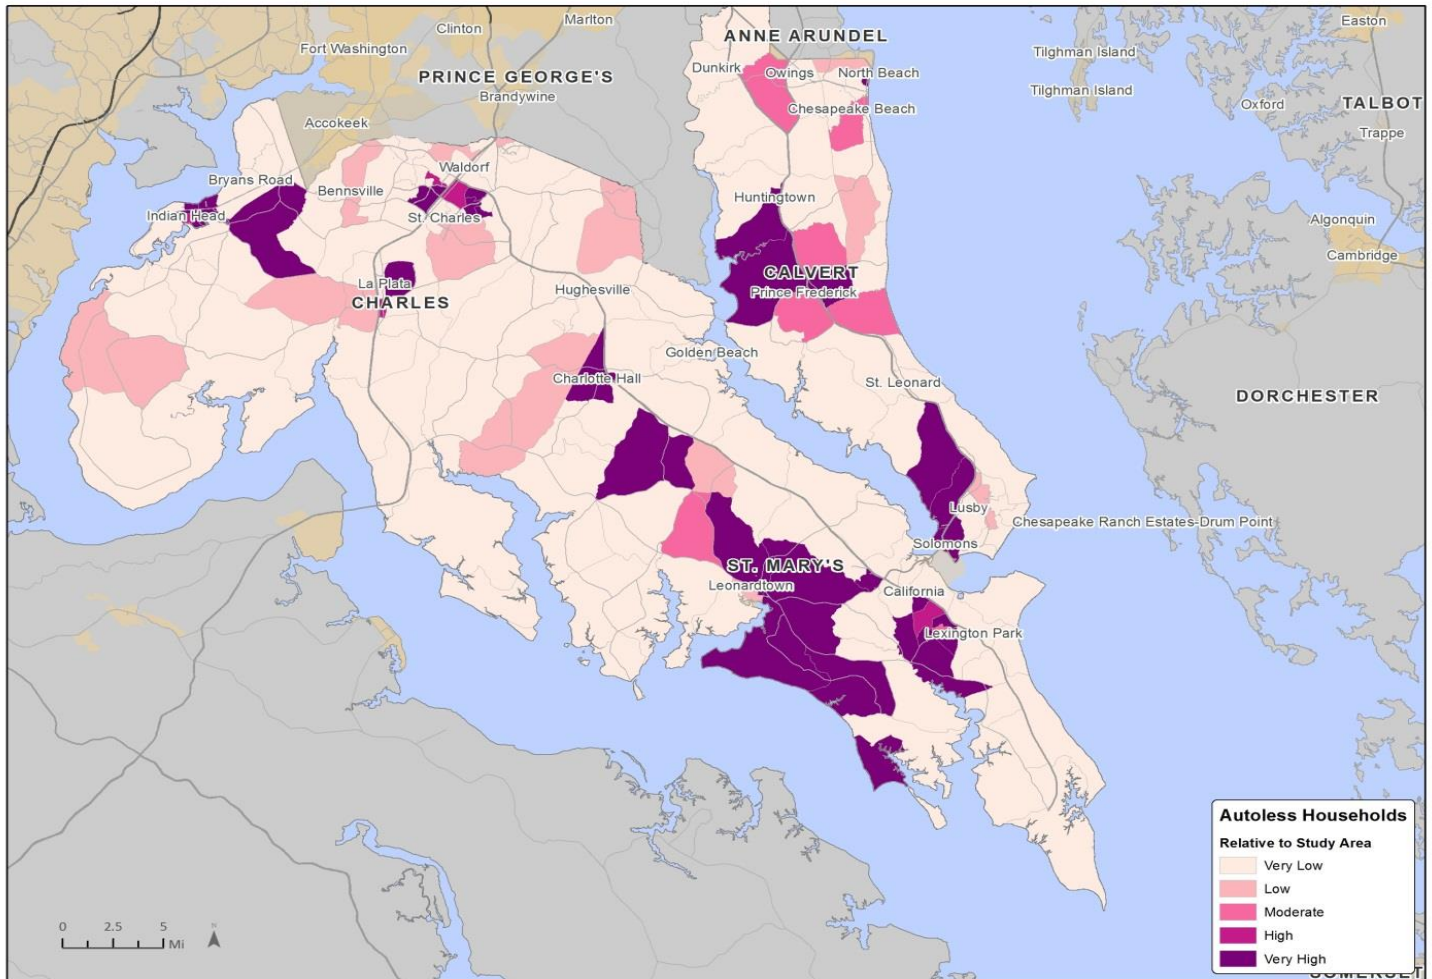 Clinton
Marlton
Easton
Fort Washington
ANNE ARUNDEL
Tilghman Island
PRINCE GEORGE'S
Dunkirk
Owings
North Beach
Brandywine
Tilghman Island
Oxford
TALBOT
Chesapeake Beach
Accokeek
Trappe
Waldorf
Bryans Road
Bennsville
Huntingtown
Indian Head
St. Charles
Algonquin
Cambridge
La Plata
CALVERT
Hughesville
Prince Frederick
CHARLES
Golden Beach
Charlotte Hall
St. Leonard
DORCHESTER
Lusby
Chesapeake Ranch Estates-Drum Point
Solomons
ST. MARY'S
Leonardtown
California
Lexington Park
Autoless Households
Relative to Study Area
Very Low
Low
Moderate
High
Very High
0 2.5 5
Mi
N
SOMERSET